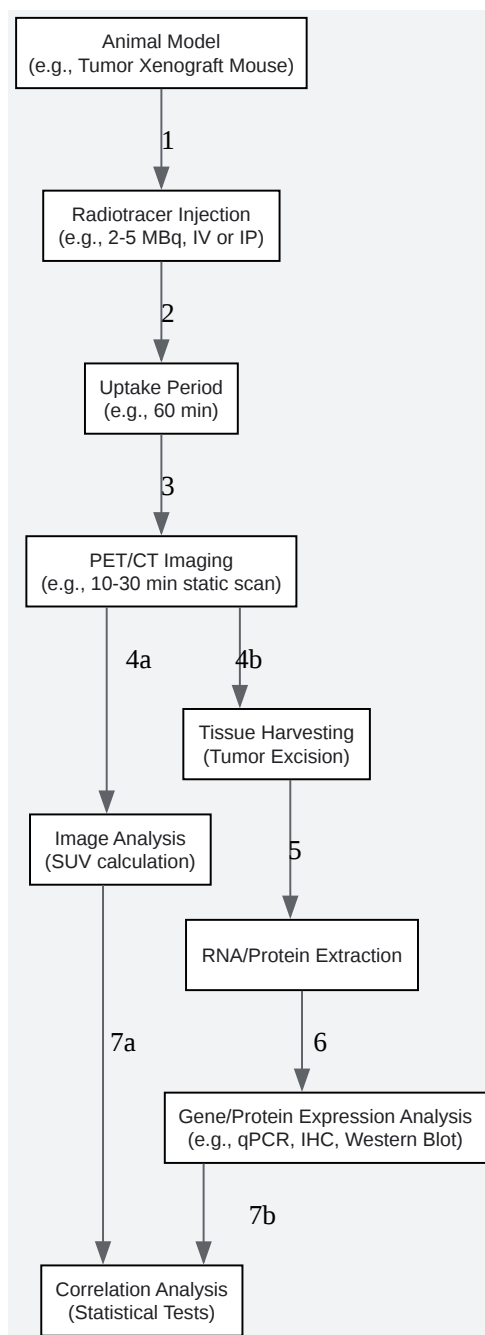 Animal Model
(e.g., Tumor Xenograft Mouse)
1
Radiotracer Injection
(e.g., 2-5 MBq, IV or IP)
2
Uptake Period
(e.g., 60 min)
3
PET/CT Imaging
(e.g., 10-30 min static scan)
4a
4b
Tissue Harvesting
(Tumor Excision)
Image Analysis
(SUV calculation)
5
RNA/Protein Extraction
7a
6
Gene/Protein Expression Analysis
(e.g., qPCR, IHC, Western Blot)
7b
Correlation Analysis
(Statistical Tests)